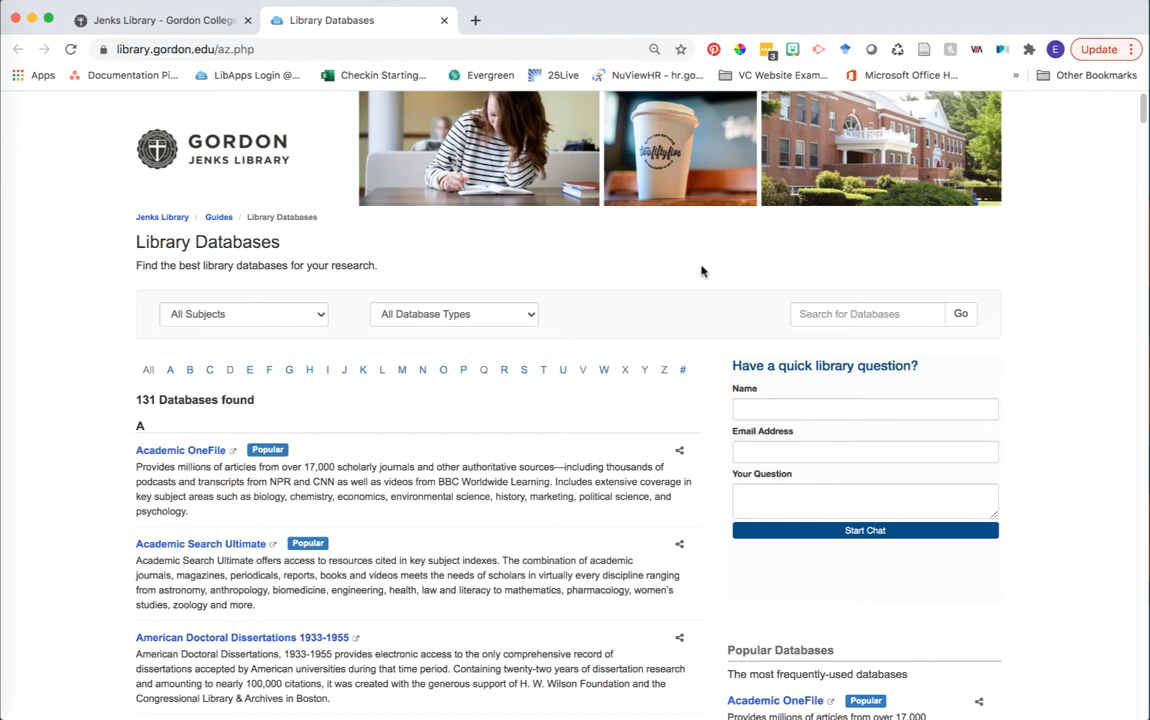 Jenks Library - Gordon College
Library Databases
library.gordon.edu/az.php
3
E
Update
Apps
Documentation Pi...
LibApps Login @...
Checkin Starting...
Evergreen
25Live
NuViewHR - hr.go...
VC Website Exam...
Microsoft Office H...
»
Other Bookmarks
GORDON
JENKS LIBRARY
twofiftyfive
Jenks Library / Guides / Library Databases
Library Databases
Find the best library databases for your research.
All Subjects
All Database Types
Search for Databases
Go
All A B C D E F G H I J K L M N O P Q R S T U V W X Y Z #
131 Databases found
A
Academic OneFile Popular
Provides millions of articles from over 17,000 scholarly journals and other authoritative sources—including thousands of
podcasts and transcripts from NPR and CNN as well as videos from BBC Worldwide Learning. Includes extensive coverage in
key subject areas such as biology, chemistry, economics, environmental science, history, marketing, political science, and
psychology.
Academic Search Ultimate Popular
Academic Search Ultimate offers access to resources cited in key subject indexes. The combination of academic
journals, magazines, periodicals, reports, books and videos meets the needs of scholars in virtually every discipline ranging
from astronomy, anthropology, biomedicine, engineering, health, law and literacy to mathematics, pharmacology, women's
studies, zoology and more.
American Doctoral Dissertations 1933-1955
American Doctoral Dissertations, 1933-1955 provides electronic access to the only comprehensive record of
dissertations accepted by American universities during that time period. Containing twenty-two years of dissertation research
and amounting to nearly 100,000 citations, it was created with the generous support of H. W. Wilson Foundation and the
Congressional Library & Archives in Boston.
Have a quick library question?
Name
Email Address
Your Question
Start Chat
Popular Databases
The most frequently-used databases
Academic OneFile Popular
Provides millions of articles from over 17,000